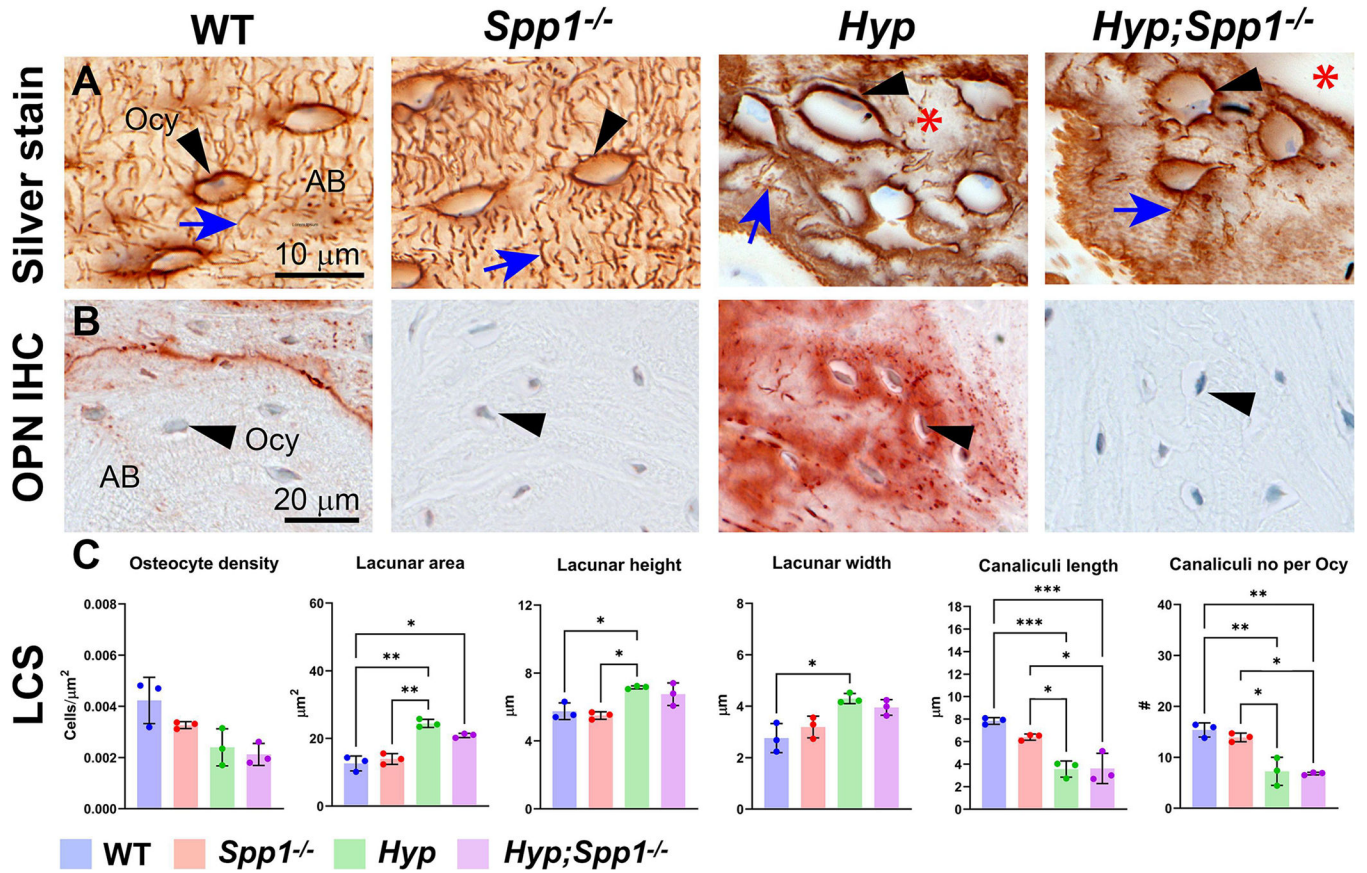 WT Spp1-/- Hyp Hyp;Spp1-/-
Silver stain
A
Ocy
AB
10 μm
*
*
OPN IHC
B
Ocy
AB
20 μm
LCS
C
Osteocyte density
Cells/μm²
0.008
0.006
0.004
0.002
0.000
Lacunar area
μm²
60
40
20
0
*
**
**
Lacunar height
μm
12
8
4
0
*
*
Lacunar width
μm
8
6
4
2
0
*
Canaliculi length
μm
18
16
14
12
10
8
6
4
2
0
***
***
*
*
Canaliculi no per Ocy
#
40
30
20
10
0
**
**
*
*
WT Spp1-/- Hyp Hyp;Spp1-/-